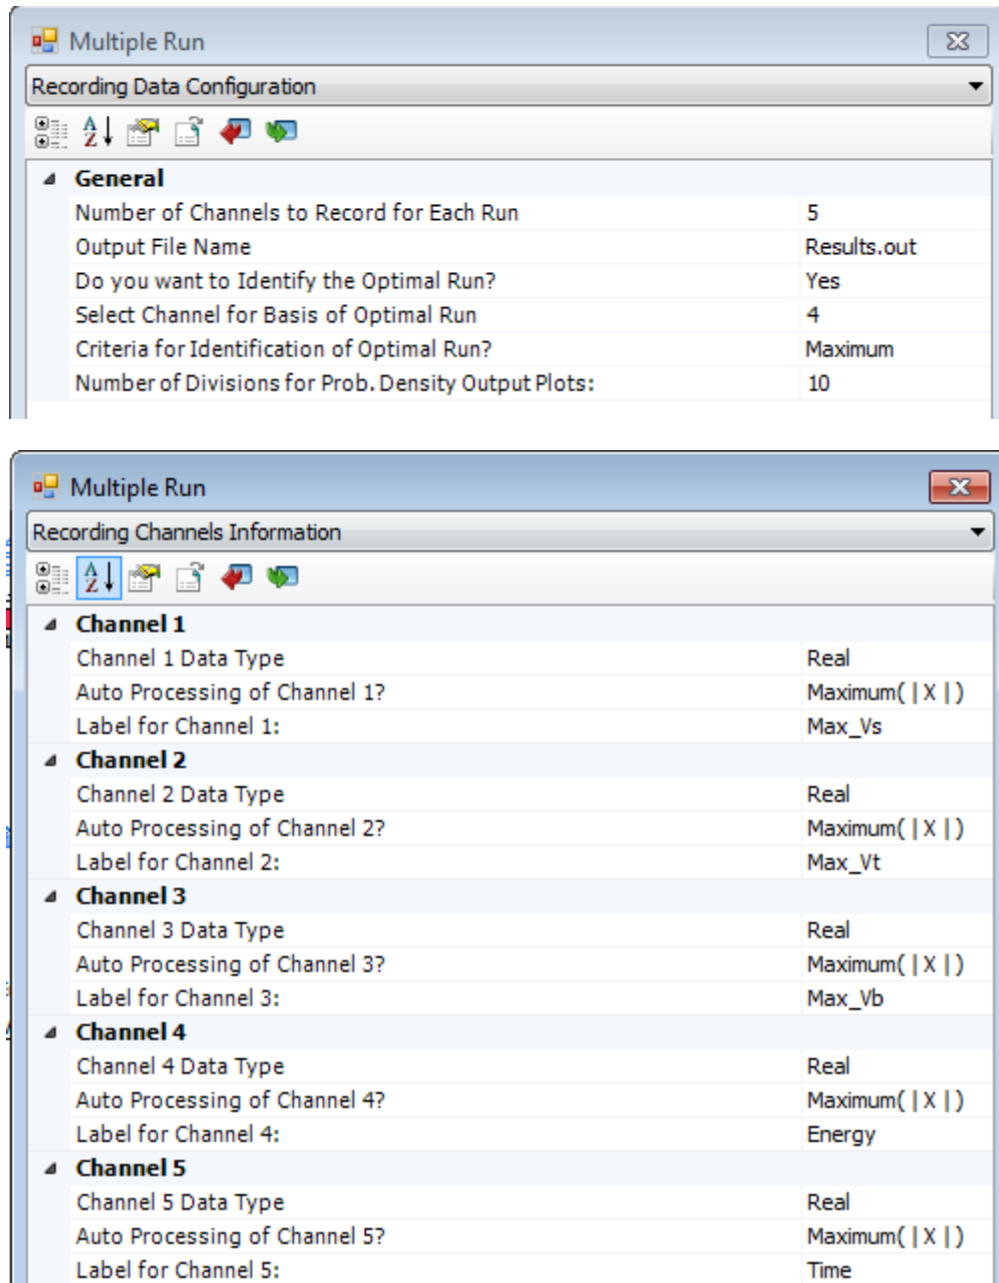 Multiple Run
Recording Data Configuration
General
Number of Channels to Record for Each Run 5
Output File Name Results.out
Do you want to Identify the Optimal Run? Yes
Select Channel for Basis of Optimal Run 4
Criteria for Identification of Optimal Run? Maximum
Number of Divisions for Prob. Density Output Plots: 10
Multiple Run
Recording Channels Information
Channel 1
Channel 1 Data Type Real
Auto Processing of Channel 1? Maximum( | X | )
Label for Channel 1: Max_Vs
Channel 2
Channel 2 Data Type Real
Auto Processing of Channel 2? Maximum( | X | )
Label for Channel 2: Max_Vt
Channel 3
Channel 3 Data Type Real
Auto Processing of Channel 3? Maximum( | X | )
Label for Channel 3: Max_Vb
Channel 4
Channel 4 Data Type Real
Auto Processing of Channel 4? Maximum( | X | )
Label for Channel 4: Energy
Channel 5
Channel 5 Data Type Real
Auto Processing of Channel 5? Maximum( | X | )
Label for Channel 5: Time